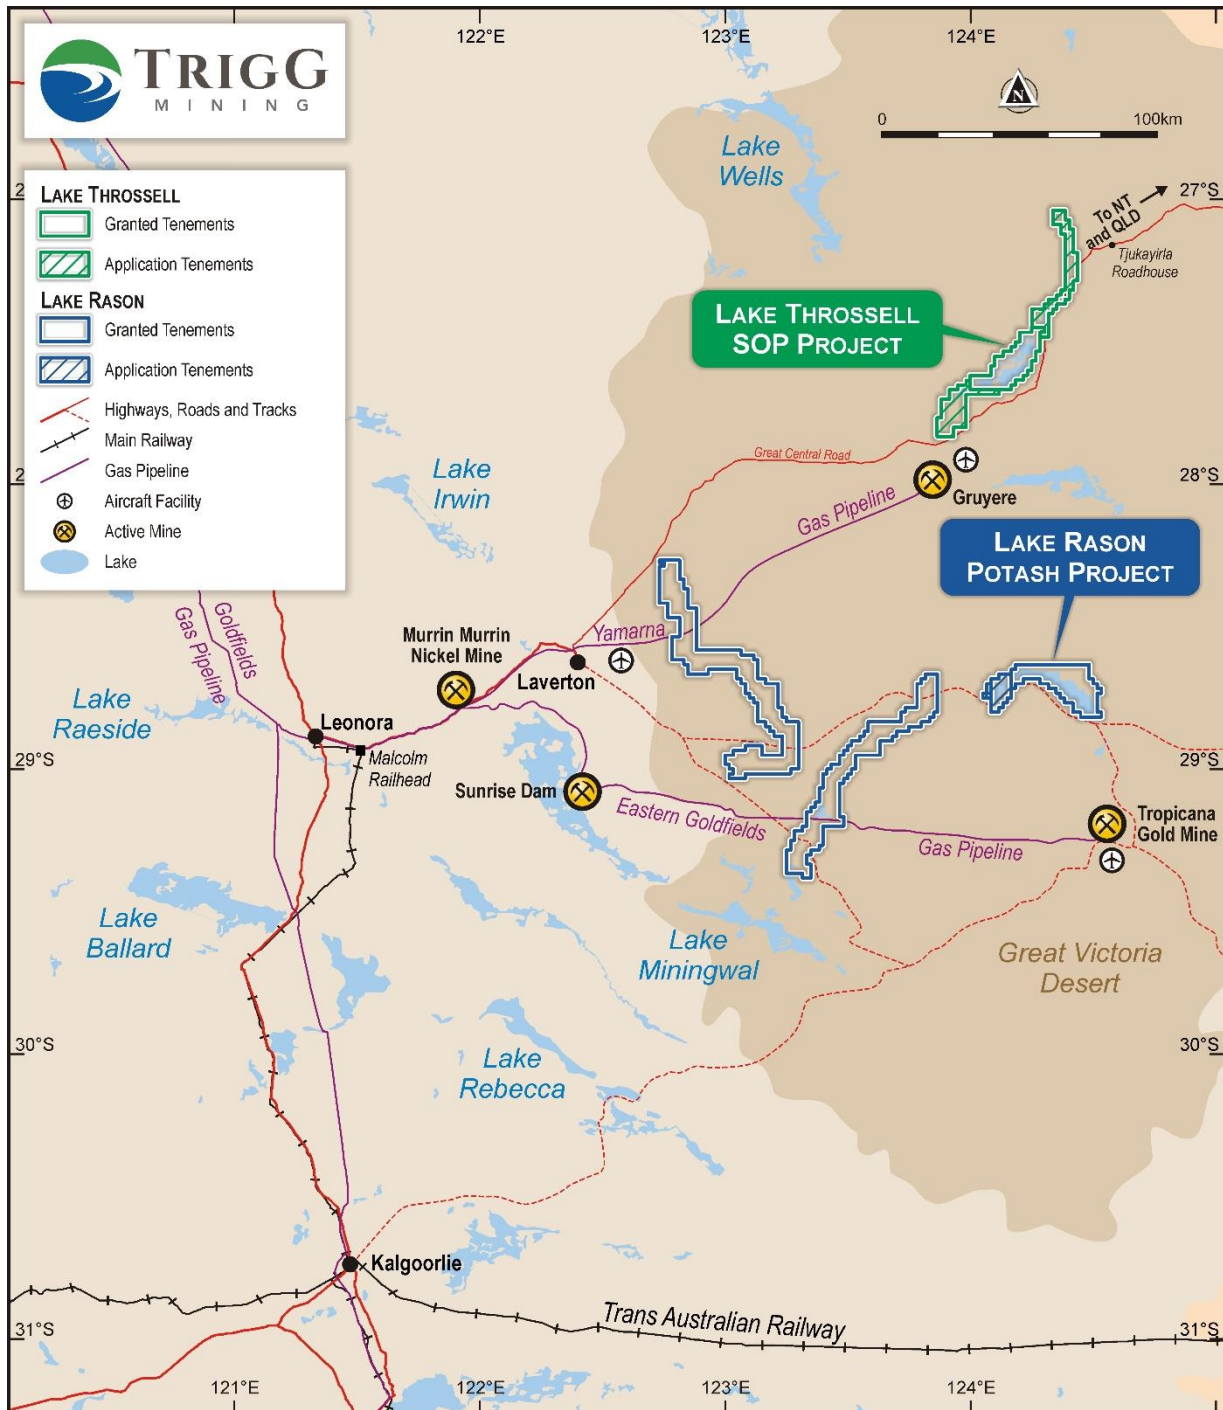 122°E
123°E
124°E
TRIGG
MINING
N
0
100km
LAKE THROSSELL
Granted Tenements
Application Tenements
LAKE RASON
Granted Tenements
Application Tenements
Highways, Roads and Tracks
Main Railway
Gas Pipeline
Aircraft Facility
Active Mine
Lake
Lake
Wells
27°S
To NT
and QLD
Tjukayirla
Roadhouse
LAKE THROSSELL
SOP PROJECT
Great Central Road
Lake
Irwin
28°S
Gas Pipeline
Gruyere
LAKE RASON
POTASH PROJECT
Goldfields
Gas Pipeline
Murrin Murrin
Nickel Mine
Yamarna
Laverton
Lake
Raeside
Leonora
Malcolm
Railhead
29°S
Sunrise Dam
Eastern Goldfields
Gas Pipeline
Tropicana
Gold Mine
Lake
Ballard
Lake
Miningwal
Great Victoria
Desert
30°S
30°S
Lake
Rebecca
29°S
Kalgoorlie
Trans Australian Railway
31°S
31°S
121°E
122°E
123°E
124°E